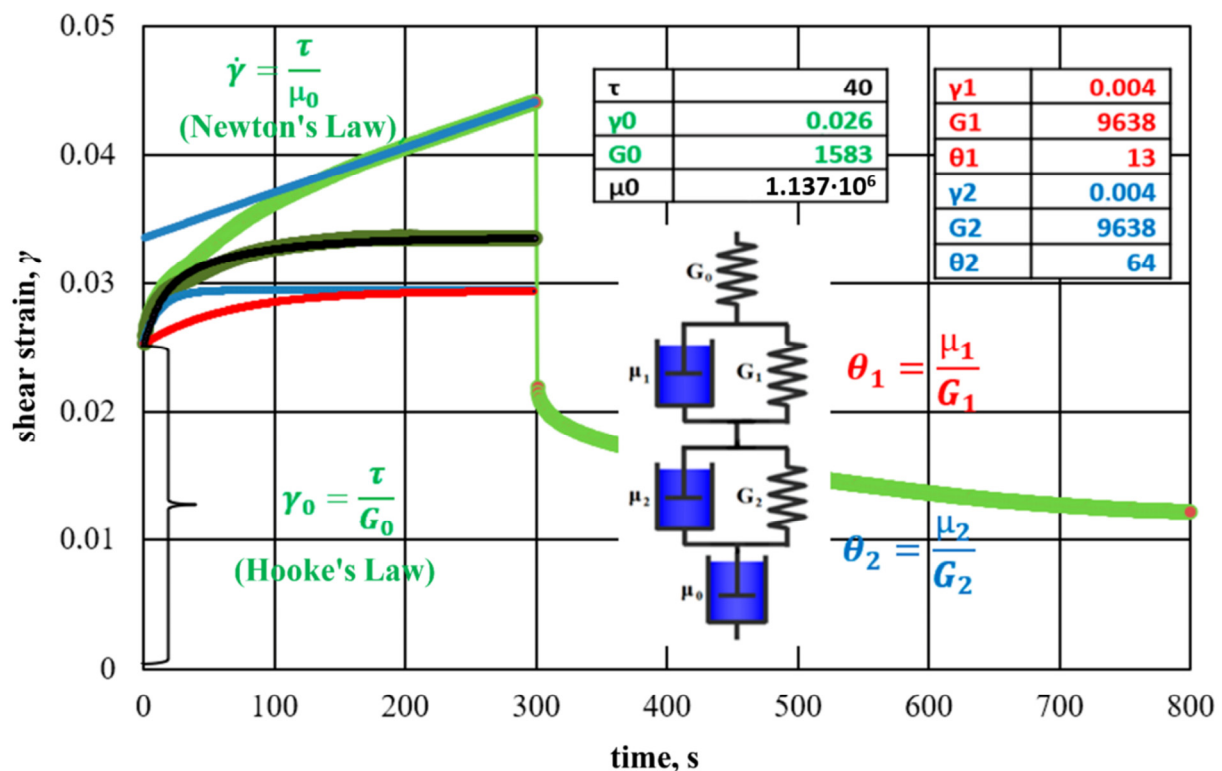 0.05
0.04
0.03
0.02
0.01
0
shear strain, γ
γ̇ = τ/μ₀
(Newton's Law)
τ 40
γ0 0.026
G0 1583
μ0 1.137·10⁶
γ1 0.004
G1 9638
θ1 13
γ2 0.004
G2 9638
θ2 64
G₀
μ₁ G₁
μ₂ G₂
μ₀
θ₁ = μ₁/G₁
θ₂ = μ₂/G₂
γ₀ = τ/G₀
(Hooke's Law)
0 100 200 300 400 500 600 700 800
time, s